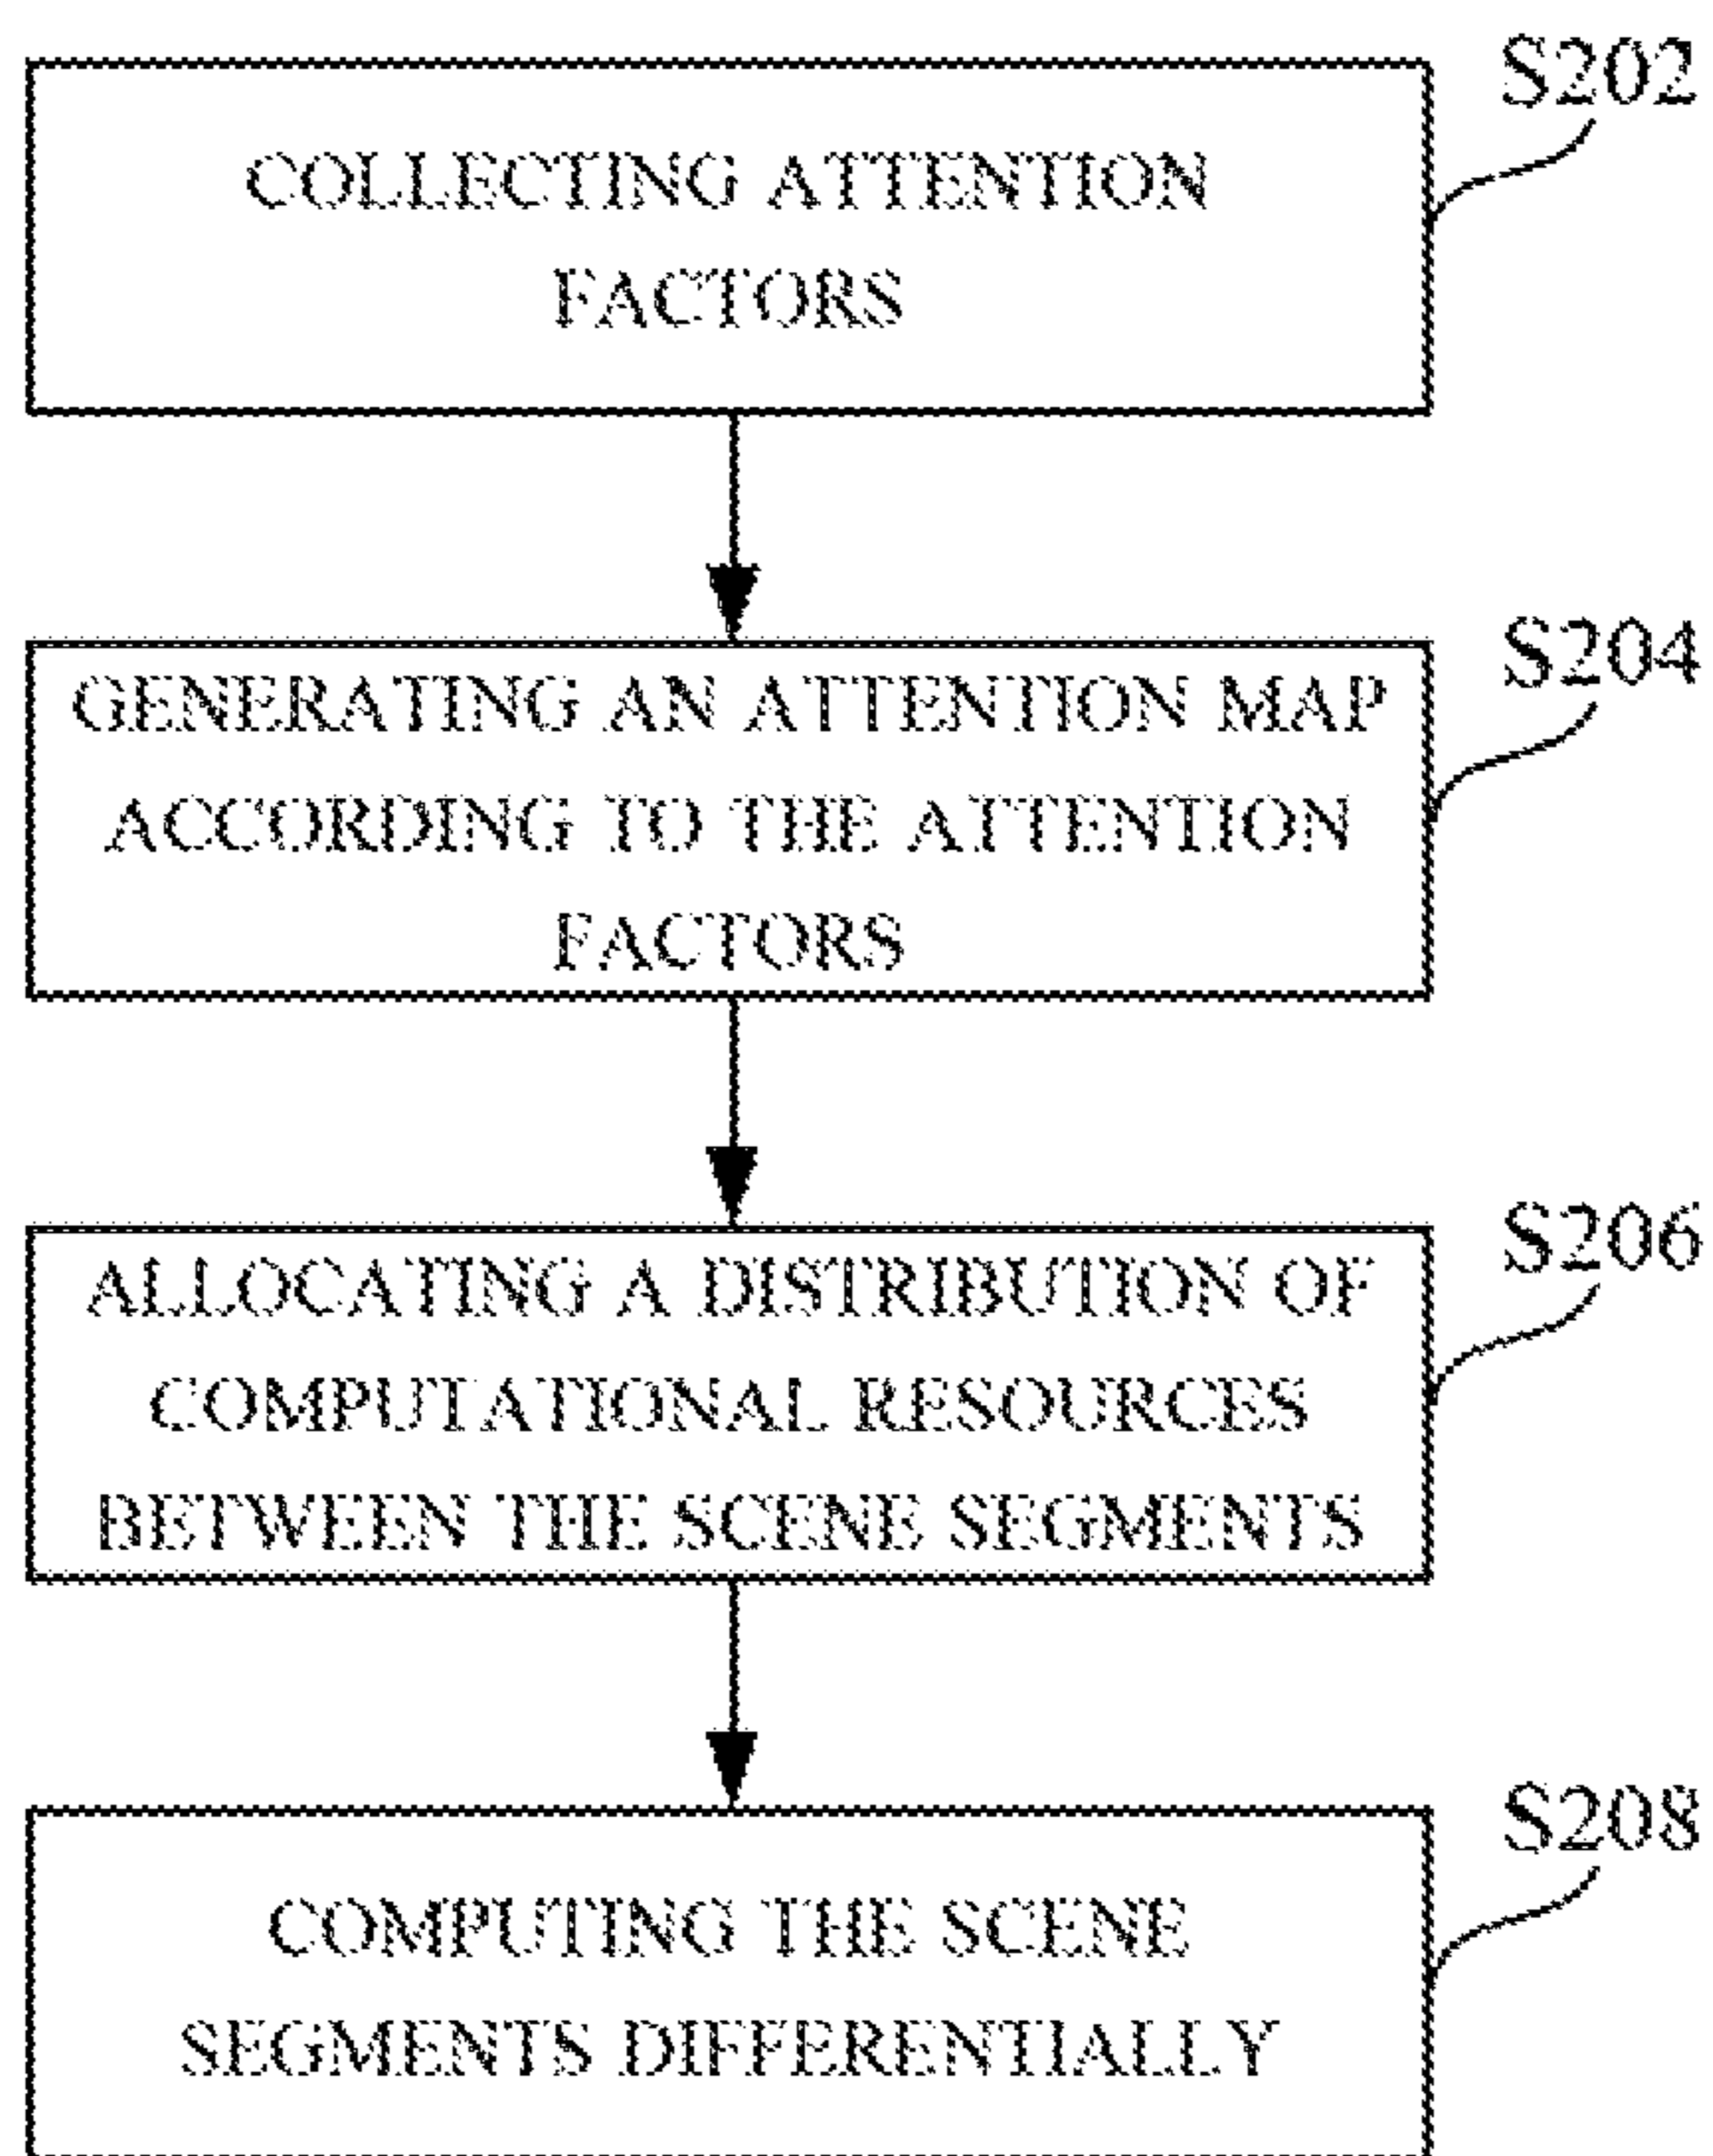 S202
COLLECTING ATTENTION
FACTORS
S204
GENERATING AN ATTENTION MAP
ACCORDING TO THE ATTENTION
FACTORS
S206
ALLOCATING A DISTRIBUTION OF
COMPUTATIONAL RESOURCES
BETWEEN THE SCENE SEGMENTS
S208
COMPUTING THE SCENE
SEGMENTS DIFFERENTIALLY